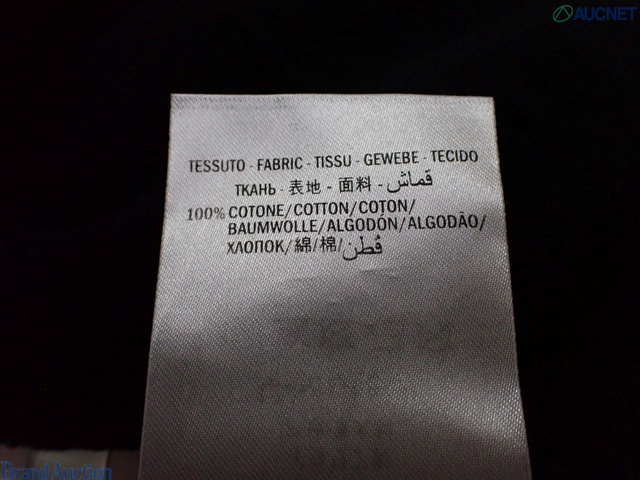 AUCNET
TESSUTO - FABRIC - TISSU - GEWEBE - TECIDO
ТКАНЬ - 表地 - 面料 - قماش
100% COTONE/COTTON/COTON/
BAUMWOLLE/ALGODÓN/ALGODÃO/
ХЛОПОК/綿/棉/قطن
Brand Auction